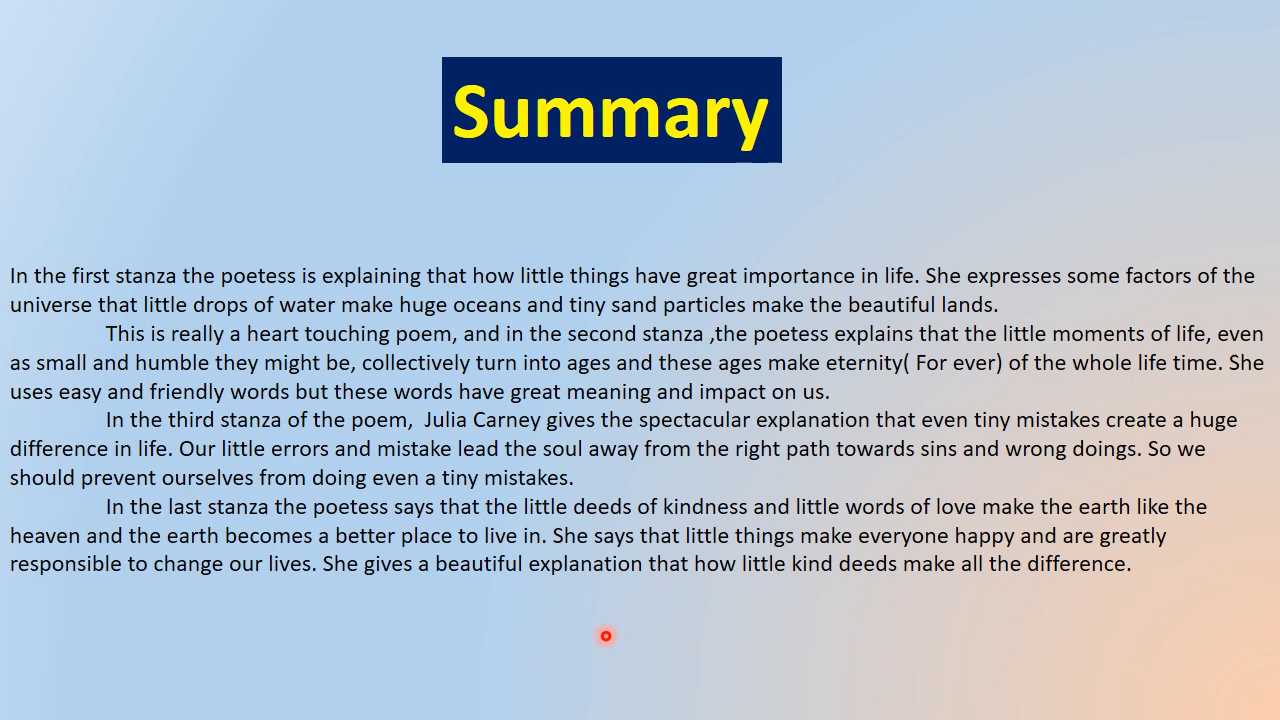 Summary
In the first stanza the poetess is explaining that how little things have great importance in life. She expresses some factors of the
universe that little drops of water make huge oceans and tiny sand particles make the beautiful lands.
This is really a heart touching poem, and in the second stanza ,the poetess explains that the little moments of life, even
as small and humble they might be, collectively turn into ages and these ages make eternity( For ever) of the whole life time. She
uses easy and friendly words but these words have great meaning and impact on us.
In the third stanza of the poem,  Julia Carney gives the spectacular explanation that even tiny mistakes create a huge
difference in life. Our little errors and mistake lead the soul away from the right path towards sins and wrong doings. So we
should prevent ourselves from doing even a tiny mistakes.
In the last stanza the poetess says that the little deeds of kindness and little words of love make the earth like the
heaven and the earth becomes a better place to live in. She says that little things make everyone happy and are greatly
responsible to change our lives. She gives a beautiful explanation that how little kind deeds make all the difference.